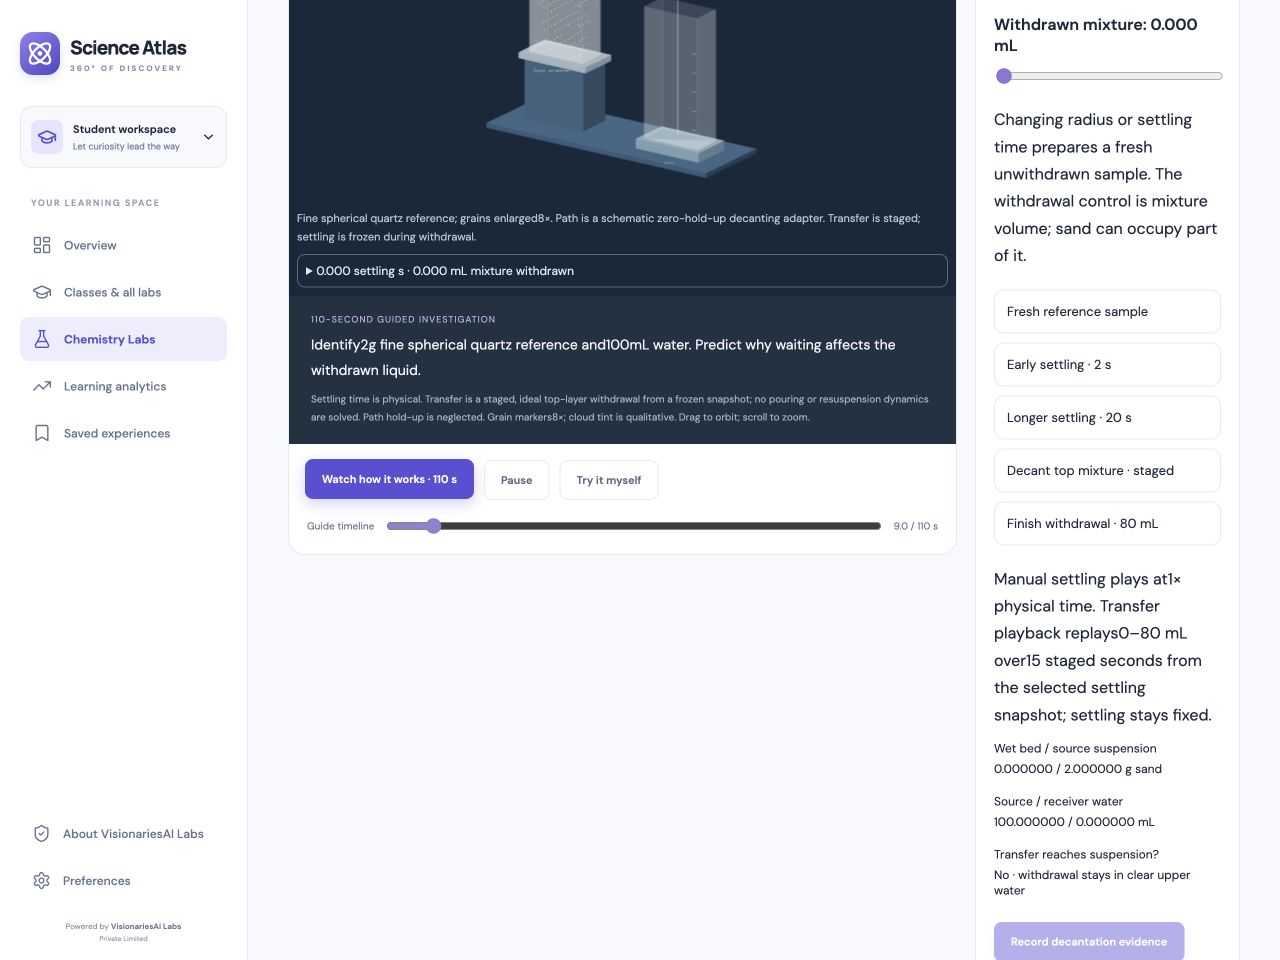 Science Atlas
360° OF DISCOVERY
Student workspace
Let curiosity lead the way
YOUR LEARNING SPACE
Overview
Classes & all labs
Chemistry Labs
Learning analytics
Saved experiences
About VisionariesAI Labs
Preferences
Powered by VisionariesAI Labs
Private Limited
Fine spherical quartz reference; grains enlarged8×. Path is a schematic zero-hold-up decanting adapter. Transfer is staged;
settling is frozen during withdrawal.
▶ 0.000 settling s · 0.000 mL mixture withdrawn
110-SECOND GUIDED INVESTIGATION
Identify2g fine spherical quartz reference and100mL water. Predict why waiting affects the
withdrawn liquid.
Settling time is physical. Transfer is a staged, ideal top-layer withdrawal from a frozen snapshot; no pouring or resuspension dynamics
are solved. Path hold-up is neglected. Grain markers8×; cloud tint is qualitative. Drag to orbit; scroll to zoom.
Watch how it works · 110 s
Pause
Try it myself
Guide timeline
9.0 / 110 s
Withdrawn mixture: 0.000
mL
Changing radius or settling
time prepares a fresh
unwithdrawn sample. The
withdrawal control is mixture
volume; sand can occupy part
of it.
Fresh reference sample
Early settling · 2 s
Longer settling · 20 s
Decant top mixture · staged
Finish withdrawal · 80 mL
Manual settling plays at1×
physical time. Transfer
playback replays0–80 mL
over15 staged seconds from
the selected settling
snapshot; settling stays fixed.
Wet bed / source suspension
0.000000 / 2.000000 g sand
Source / receiver water
100.000000 / 0.000000 mL
Transfer reaches suspension?
No · withdrawal stays in clear upper
water
Record decantation evidence